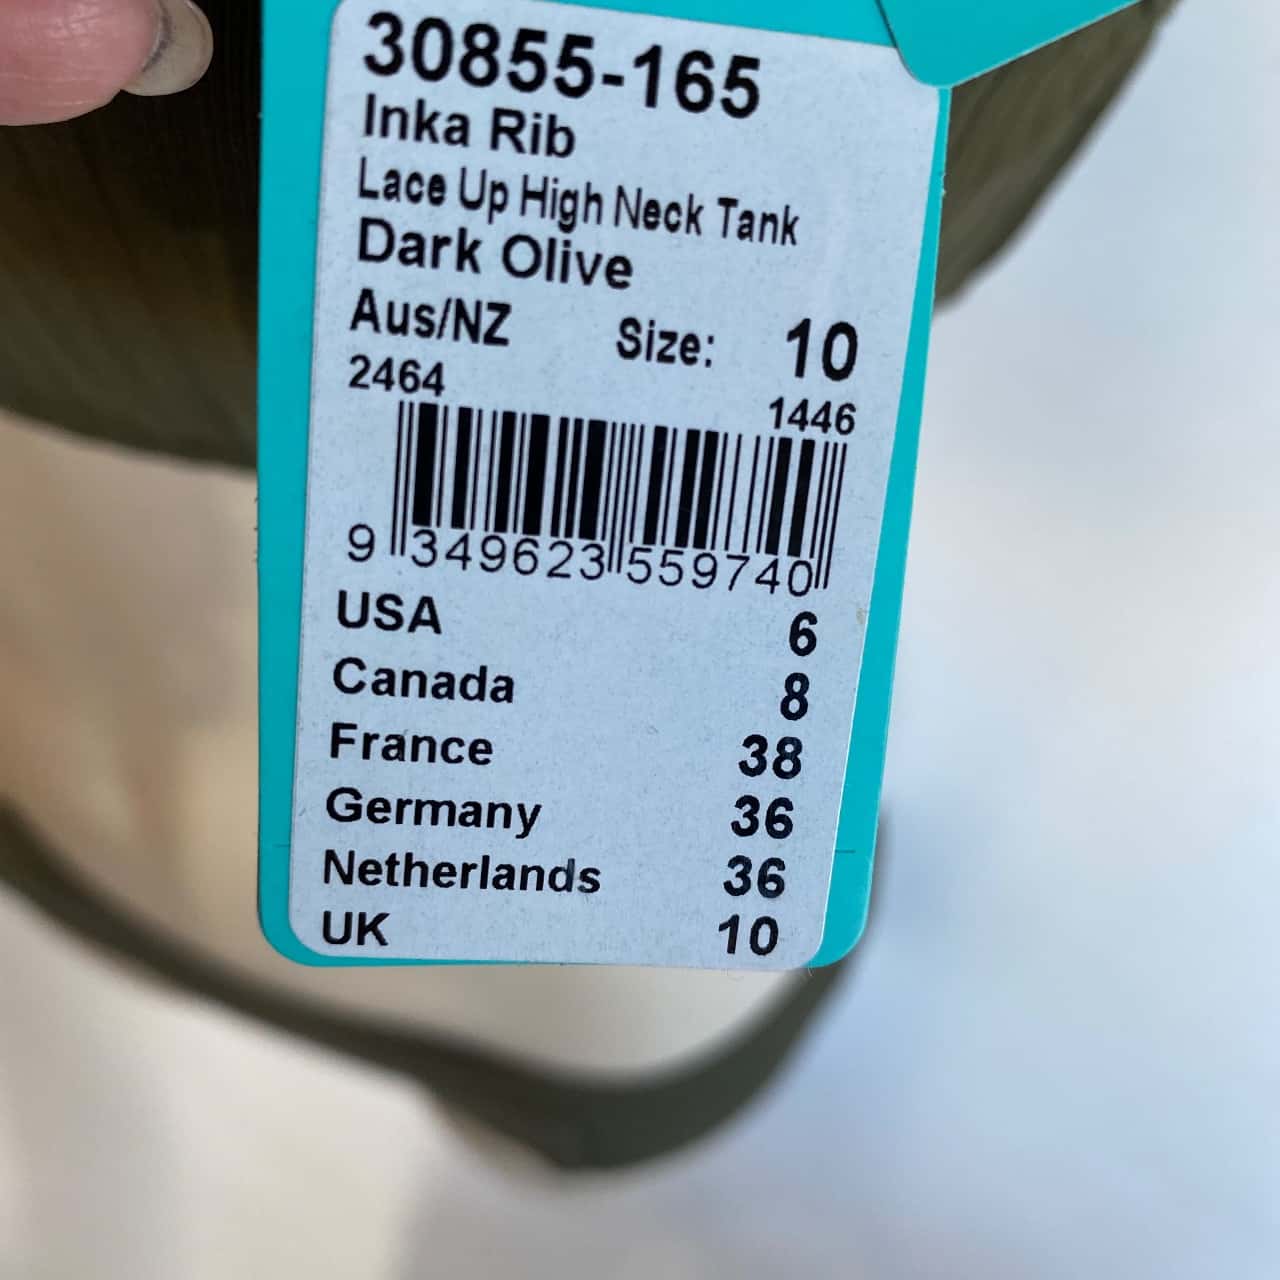 30855-165
Inka Rib
Lace Up High Neck Tank
Dark Olive
Aus/NZ Size: 10
2464 1446
9 349623 559740
USA 6
Canada 8
France 38
Germany 36
Netherlands 36
UK 10